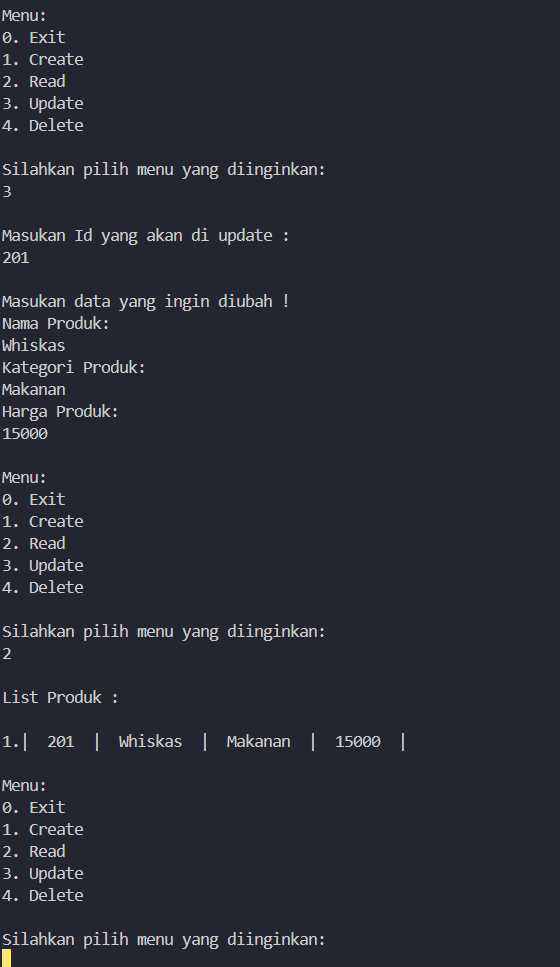 Menu:
0. Exit
1. Create
2. Read
3. Update
4. Delete
Silahkan pilih menu yang diinginkan:
3
Masukan Id yang akan di update :
201
Masukan data yang ingin diubah !
Nama Produk:
Whiskas
Kategori Produk:
Makanan
Harga Produk:
15000
Menu:
0. Exit
1. Create
2. Read
3. Update
4. Delete
Silahkan pilih menu yang diinginkan:
2
List Produk :
1.|  201  |  Whiskas  |  Makanan  |  15000  |
Menu:
0. Exit
1. Create
2. Read
3. Update
4. Delete
Silahkan pilih menu yang diinginkan: